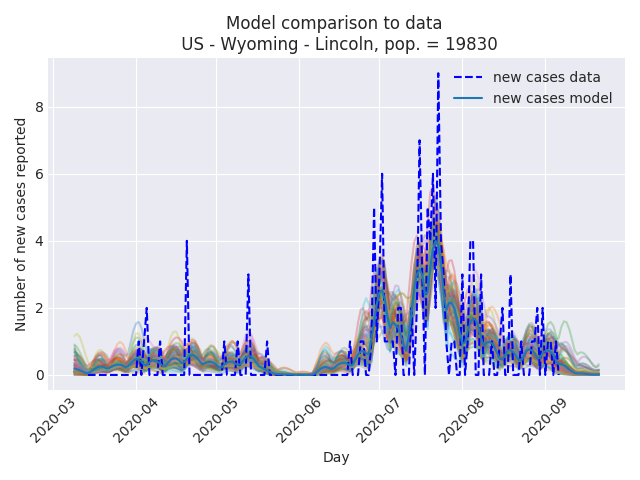 Model comparison to data
US - Wyoming - Lincoln, pop. = 19830
new cases data
new cases model
Number of new cases reported
8
6
4
2
0
2020-03
2020-04
2020-05
2020-06
2020-07
2020-08
2020-09
Day